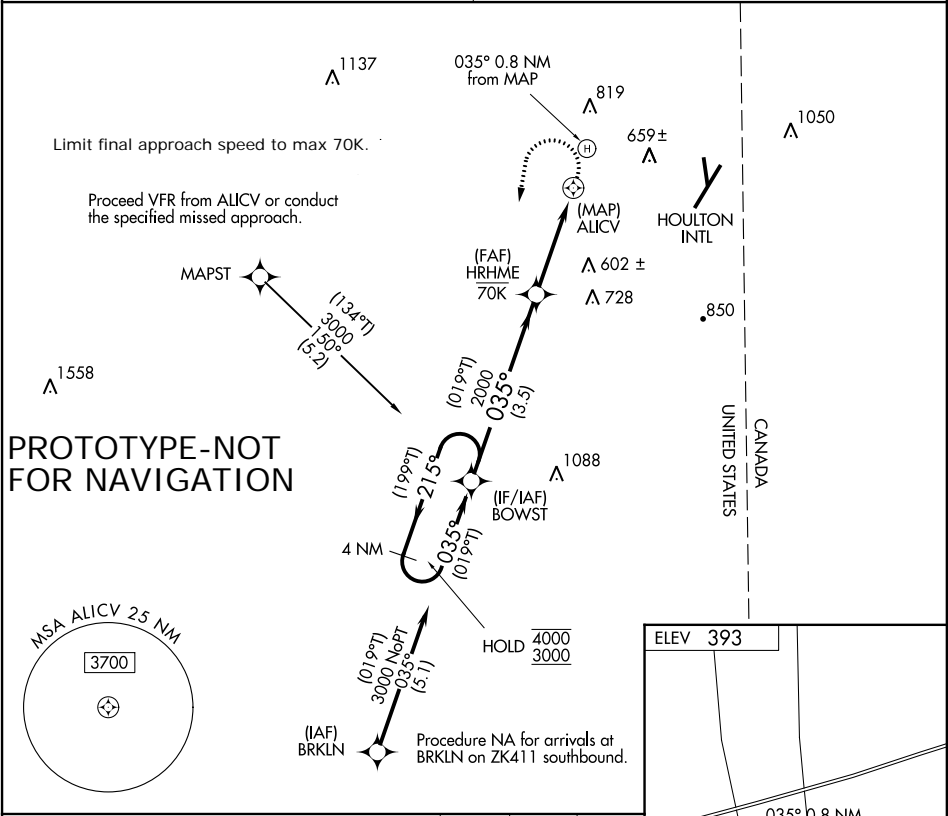 1137
035° 0.8 NM
from MAP
819
659±
1050
Limit final approach speed to max 70K.
H
Proceed VFR from ALICV or conduct
the specified missed approach.
(MAP)
ALICV
HOULTON
INTL
(FAF)
HRHME
70K
602 ±
728
850
MAPST
(134°T)
3000
150°
(5.2)
1558
(019°T)
2000
035°
(3.5)
PROTOTYPE-NOT
FOR NAVIGATION
UNITED STATES
CANADA
(199°T)
215°
1088
(IF/IAF)
BOWST
035°
(019°T)
4 NM
HOLD 4000
3000
MSA ALICV 25 NM
3700
(019°T)
3000 NoPT
035°
(5.1)
(IAF)
BRKLN
Procedure NA for arrivals at
BRKLN on ZK411 southbound.
ELEV 393
035° 0.8 NM